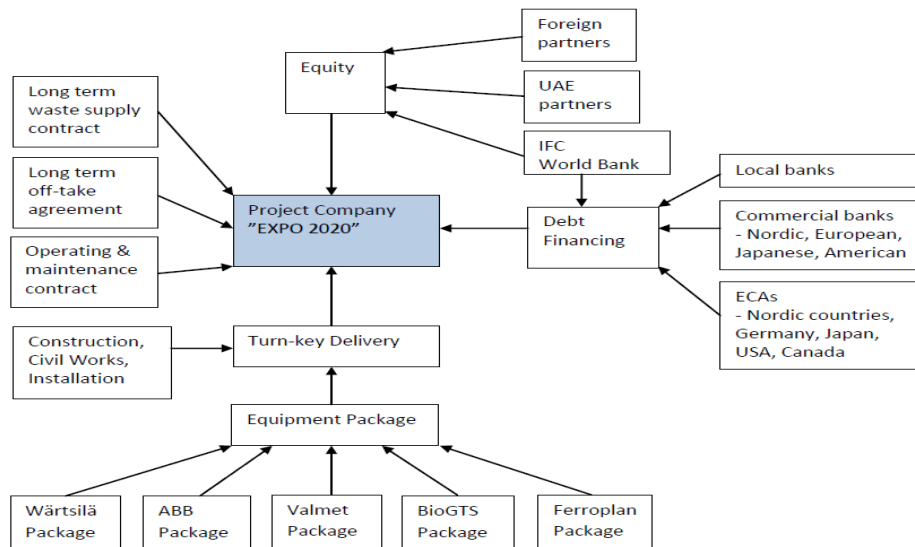 Foreign
partners
Equity
UAE
partners
Long term
waste supply
contract
IFC
World Bank
Local banks
Long term
off-take
agreement
Project Company
”EXPO 2020”
Debt
Financing
Commercial banks
- Nordic, European,
Japanese, American
Operating &
maintenance
contract
ECAs
- Nordic countries,
Germany, Japan,
USA, Canada
Construction,
Civil Works,
Installation
Turn-key Delivery
Equipment Package
Wärtsilä
Package
ABB
Package
Valmet
Package
BioGTS
Package
Ferroplan
Package